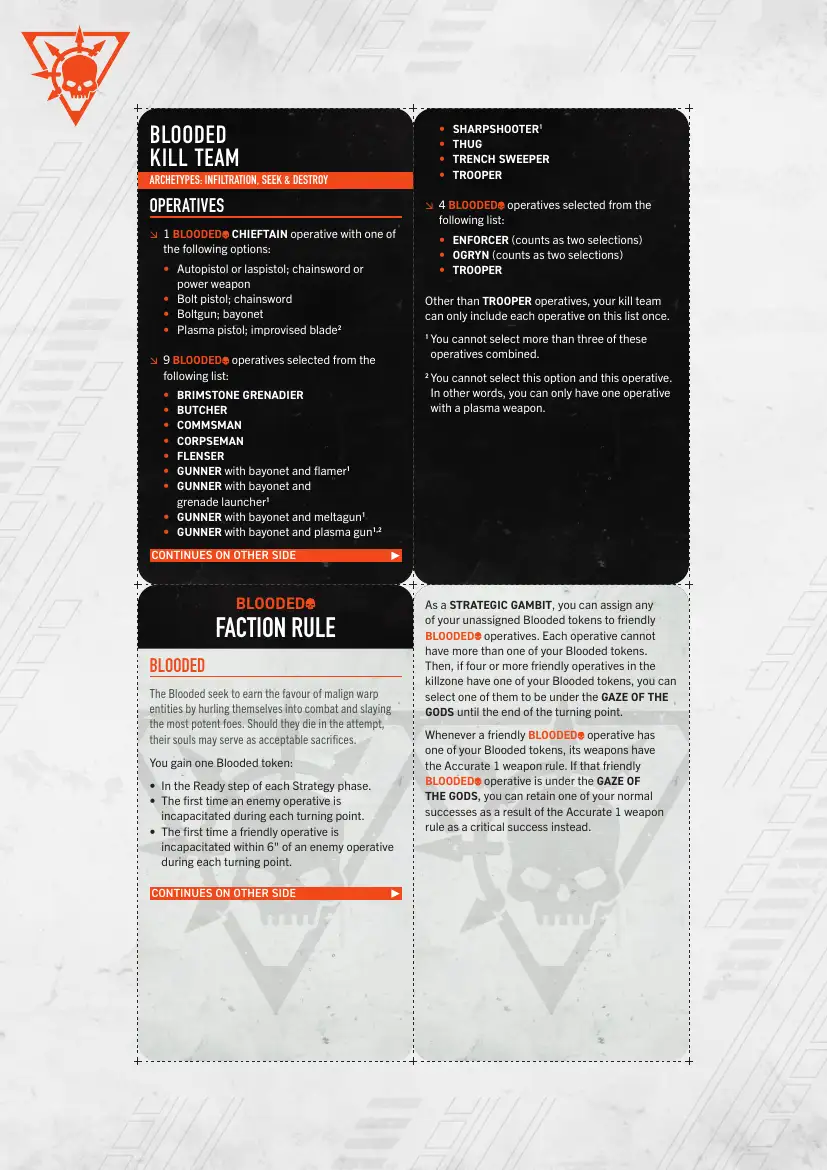 BLOODED
KILL TEAM
ARCHETYPES: INFILTRATION, SEEK & DESTROY
OPERATIVES
1 BLOODED CHIEFTAIN operative with one of
the following options:
• Autopistol or laspistol; chainsword or
power weapon
• Bolt pistol; chainsword
• Boltgun; bayonet
• Plasma pistol; improvised blade²
9 BLOODED operatives selected from the
following list:
• BRIMSTONE GRENADIER
• BUTCHER
• COMMSMAN
• CORPSEMAN
• FLENSER
• GUNNER with bayonet and flamer¹
• GUNNER with bayonet and
grenade launcher¹
• GUNNER with bayonet and meltagun¹
• GUNNER with bayonet and plasma gun¹,²
CONTINUES ON OTHER SIDE
• SHARPSHOOTER¹
• THUG
• TRENCH SWEEPER
• TROOPER
4 BLOODED operatives selected from the
following list:
• ENFORCER (counts as two selections)
• OGRYN (counts as two selections)
• TROOPER
Other than TROOPER operatives, your kill team
can only include each operative on this list once.
¹ You cannot select more than three of these
operatives combined.
² You cannot select this option and this operative.
In other words, you can only have one operative
with a plasma weapon.
BLOODED
FACTION RULE
BLOODED
The Blooded seek to earn the favour of malign warp
entities by hurling themselves into combat and slaying
the most potent foes. Should they die in the attempt,
their souls may serve as acceptable sacrifices.
You gain one Blooded token:
• In the Ready step of each Strategy phase.
• The first time an enemy operative is
incapacitated during each turning point.
• The first time a friendly operative is
incapacitated within 6" of an enemy operative
during each turning point.
CONTINUES ON OTHER SIDE
As a STRATEGIC GAMBIT, you can assign any
of your unassigned Blooded tokens to friendly
BLOODED operatives. Each operative cannot
have more than one of your Blooded tokens.
Then, if four or more friendly operatives in the
killzone have one of your Blooded tokens, you can
select one of them to be under the GAZE OF THE
GODS until the end of the turning point.
Whenever a friendly BLOODED operative has
one of your Blooded tokens, its weapons have
the Accurate 1 weapon rule. If that friendly
BLOODED operative is under the GAZE OF
THE GODS, you can retain one of your normal
successes as a result of the Accurate 1 weapon
rule as a critical success instead.